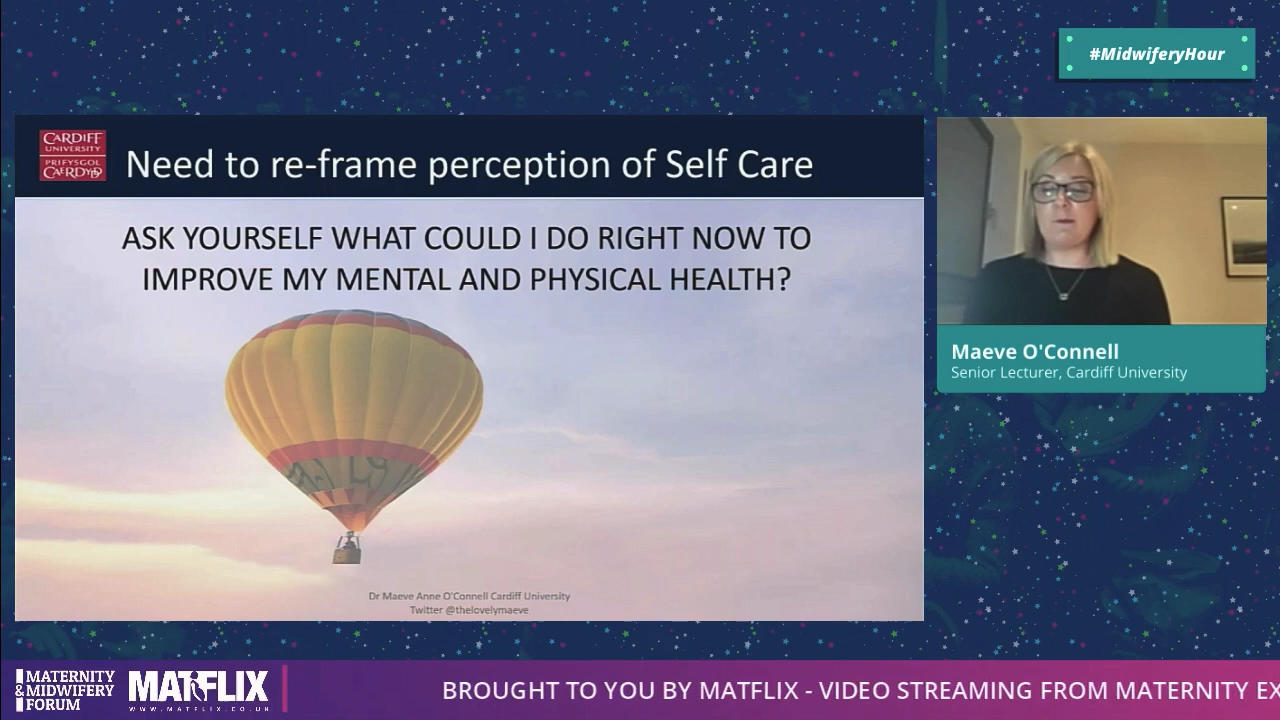 #MidwiferyHour
CARDIFF
UNIVERSITY
PRIFYSGOL
CAERDYDD
Need to re-frame perception of Self Care
ASK YOURSELF WHAT COULD I DO RIGHT NOW TO
IMPROVE MY MENTAL AND PHYSICAL HEALTH?
Dr Maeve Anne O'Connell Cardiff University
Twitter @thelovelymaeve
Maeve O'Connell
Senior Lecturer, Cardiff University
MATERNITY
&MIDWIFERY
FORUM
MATFLIX
WWW.MATFLIX.CO.UK
BROUGHT TO YOU BY MATFLIX - VIDEO STREAMING FROM MATERNITY EX